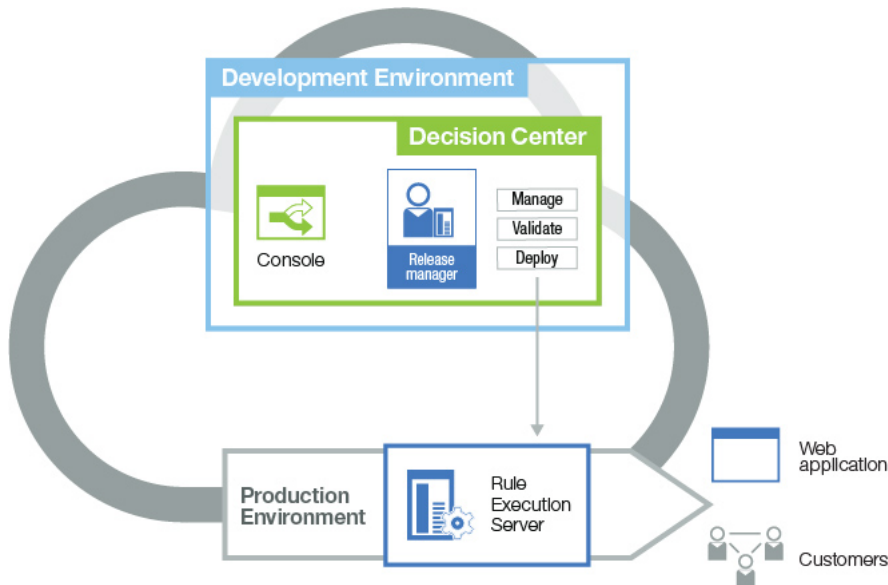 Development Environment
Decision Center
Console
Release
manager
Manage
Validate
Deploy
Production
Environment
Rule
Execution
Server
Web
application
Customers